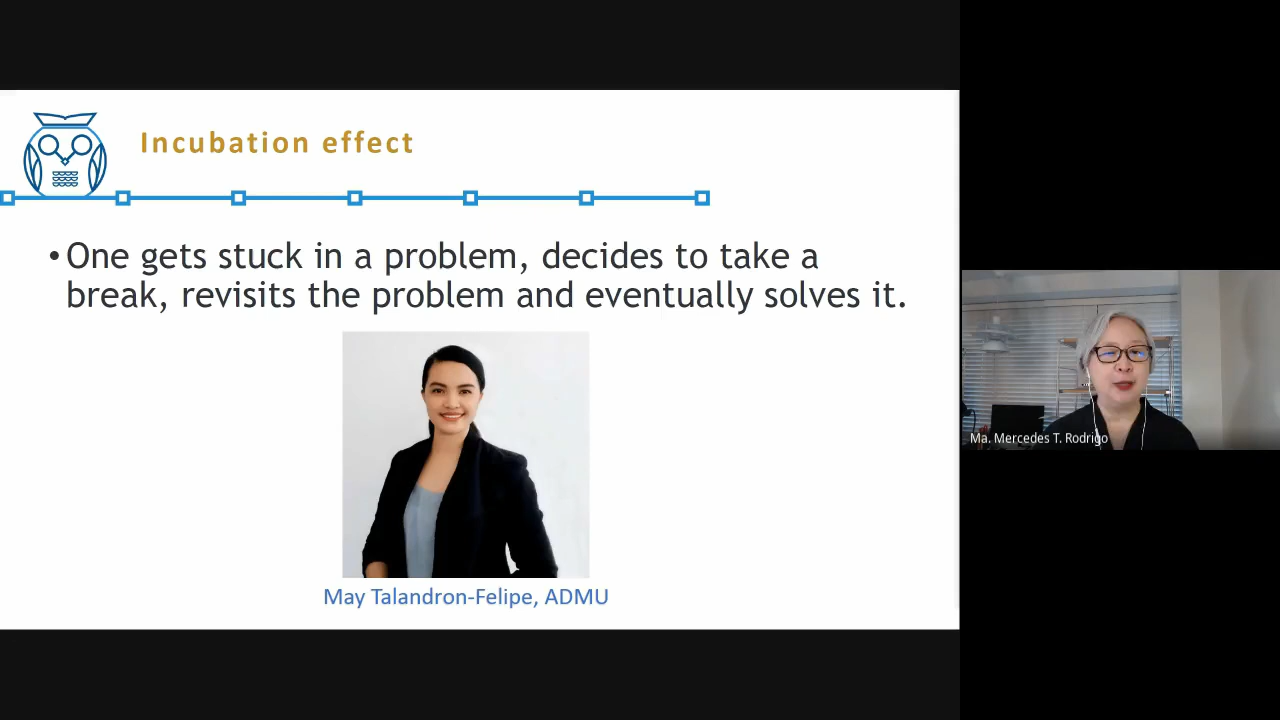 Incubation effect
•One gets stuck in a problem, decides to take a
break, revisits the problem and eventually solves it.
May Talandron-Felipe, ADMU
Ma. Mercedes T. Rodrigo